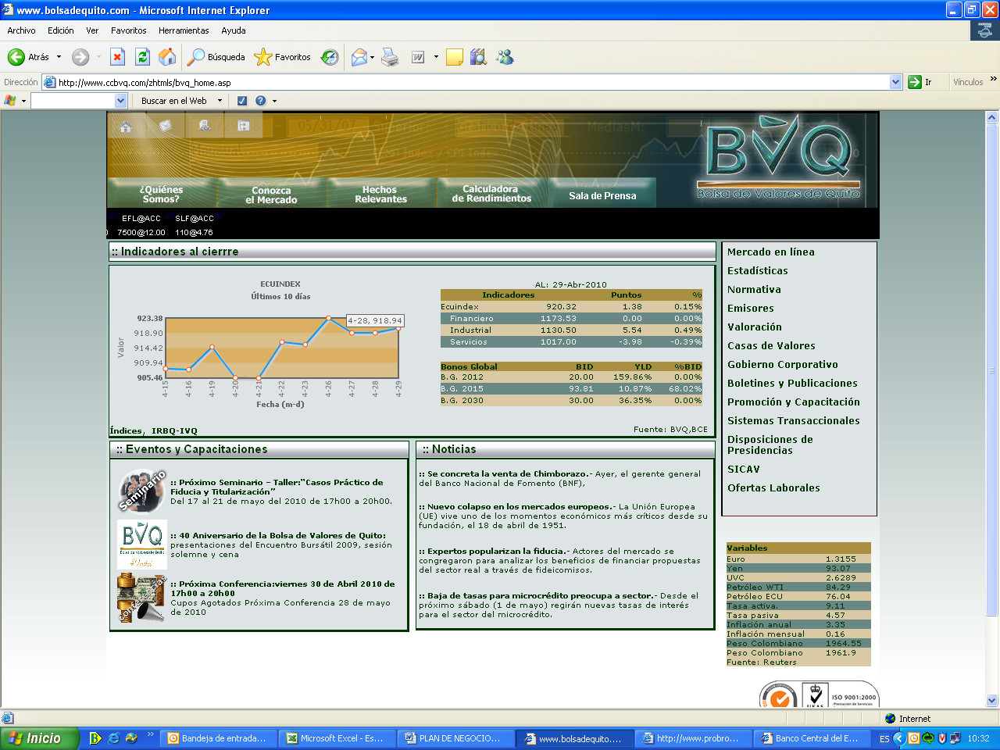 www.bolsadequito.com - Microsoft Internet Explorer
Archivo Edición Ver Favoritos Herramientas Ayuda
Atrás Búsqueda Favoritos
Dirección http://www.ccbvq.com/zhtmls/bvq_home.asp Ir Vínculos »
Buscar en el Web
05/31/07
BVQ
Bolsa de Valores de Quito
¿Quiénes Somos?
Conozca el Mercado
Hechos Relevantes
Calculadora de Rendimientos
Sala de Prensa
EFL@ACC SLF@ACC
7500@12.00 110@4.76
:: Indicadores al cierrre
ECUINDEX
Últimos 10 días
923.38
918.90
914.42
909.94
905.46
Valor
4-28, 918.94
4-15 4-16 4-19 4-20 4-21 4-22 4-23 4-26 4-27 4-28 4-29
Fecha (m-d)
Índices, IRBQ-IVQ
AL: 29-Abr-2010
Indicadores Puntos %
Ecuindex 920.32 1.38 0.15%
Financiero 1173.53 0.00 0.00%
Industrial 1130.50 5.54 0.49%
Servicios 1017.00 -3.98 -0.39%
Bonos Global BID YLD %BID
B.G. 2012 20.00 159.86% 0.00%
B.G. 2015 93.81 10.87% 68.02%
B.G. 2030 30.00 36.35% 0.00%
Fuente: BVQ,BCE
:: Eventos y Capacitaciones
Seminario
:: Próximo Seminario - Taller:"Casos Práctico de
Fiducia y Titularización"
Del 17 al 21 de mayo del 2010 de 17h00 a 20h00.
BVQ
:: 40 Aniversario de la Bolsa de Valores de Quito:
presentaciones del Encuentro Bursátil 2009, sesión
solemne y cena
:: Próxima Conferencia:viernes 30 de Abril 2010 de
17h00 a 20h00
Cupos Agotados Próxima Conferencia 28 de mayo
de 2010
:: Noticias
:: Se concreta la venta de Chimborazo.- Ayer, el gerente general
del Banco Nacional de Fomento (BNF),
:: Nuevo colapso en los mercados europeos.- La Unión Europea
(UE) vive uno de los momentos económicos más críticos desde su
fundación, el 18 de abril de 1951.
:: Expertos popularizan la fiducia.- Actores del mercado se
congregaron para analizar los beneficios de financiar propuestas
del sector real a través de fideicomisos.
:: Baja de tasas para microcrédito preocupa a sector.- Desde el
próximo sábado (1 de mayo) regirán nuevas tasas de interés
para el sector del microcrédito.
Mercado en línea
Estadísticas
Normativa
Emisores
Valoración
Casas de Valores
Gobierno Corporativo
Boletines y Publicaciones
Promoción y Capacitación
Sistemas Transaccionales
Disposiciones de
Presidencias
SICAV
Ofertas Laborales
Variables
Euro 1.3155
Yen 93.07
UVC 2.6289
Petróleo WTI 84.29
Petróleo ECU 76.04
Tasa activa. 9.11
Tasa pasiva 4.57
Inflación anual 3.35
Inflación mensual 0.16
Peso Colombiano 1964.55
Peso Colombiano 1961.9
Fuente: Reuters
ISO 9001:2000
Internet
Inicio » Bandeja de entrada... Microsoft Excel - Es... PLAN DE NEGOCIO... www.bolsadequito.... http://www.probro... Banco Central del E... ES 10:32